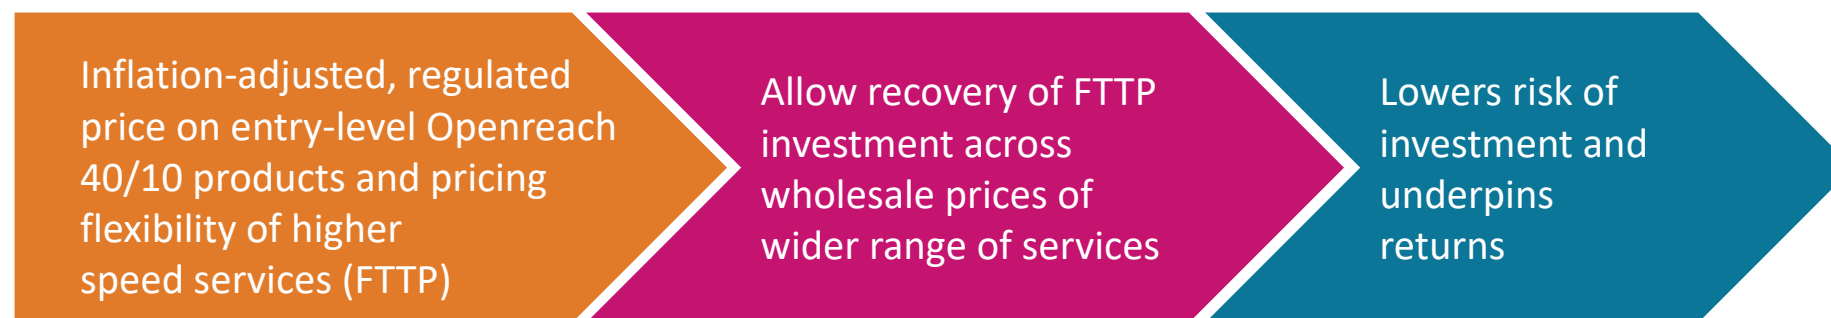 Inflation-adjusted, regulated
price on entry-level Openreach
40/10 products and pricing
flexibility of higher
speed services (FTTP)
Allow recovery of FTTP
investment across
wholesale prices of
wider range of services
Lowers risk of
investment and
underpins
returns